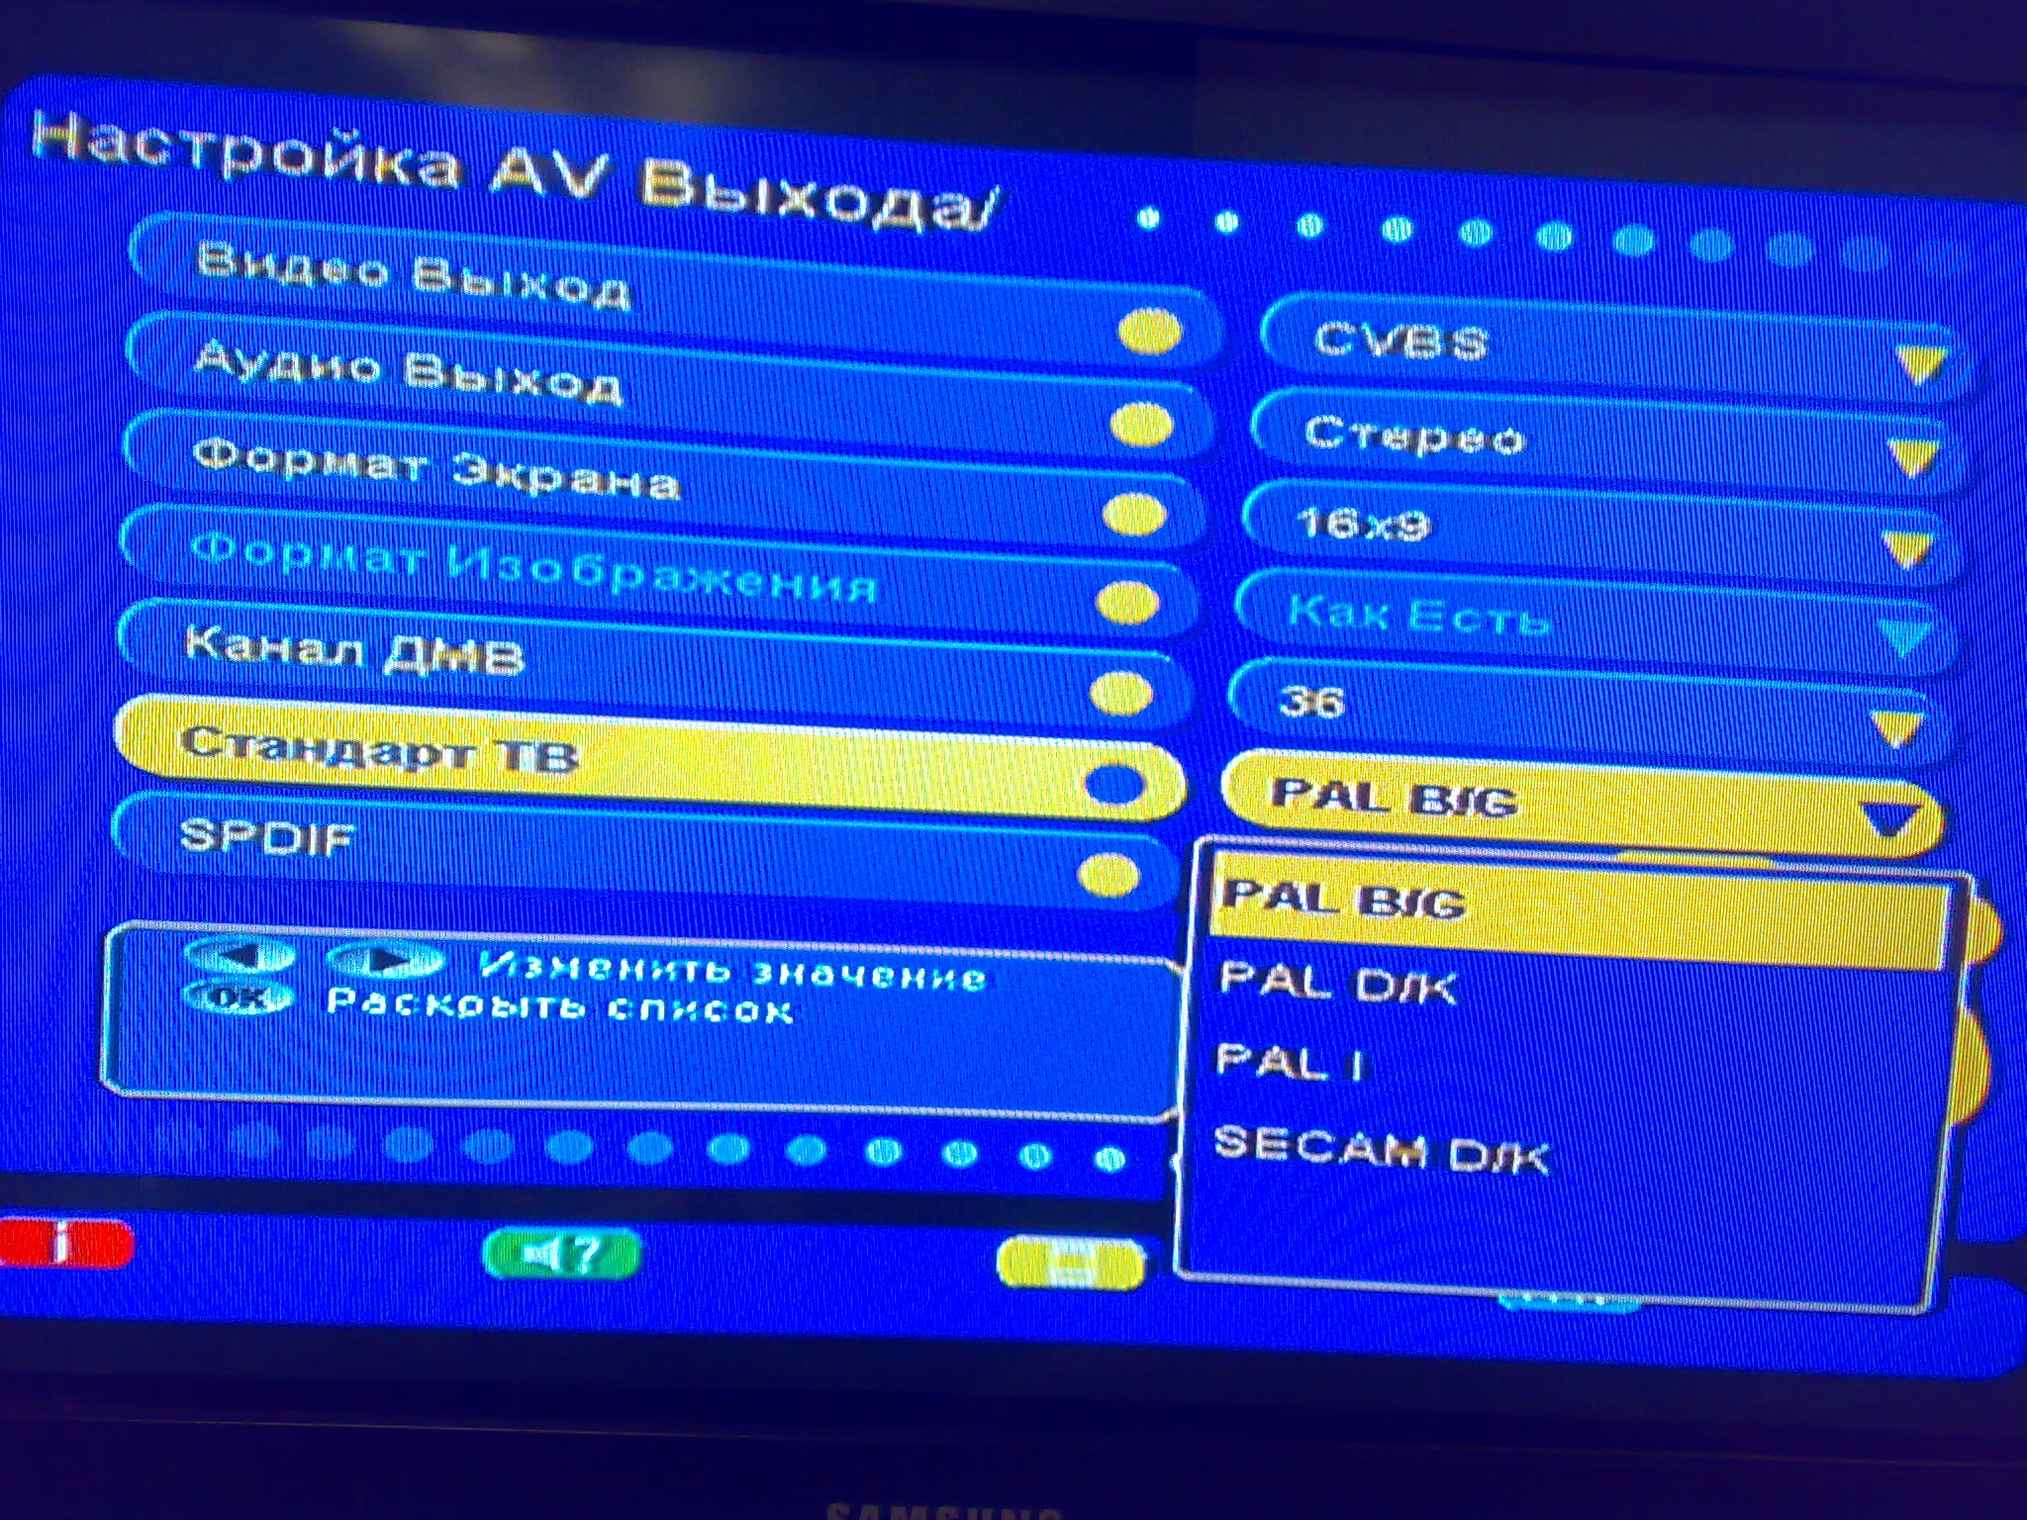 Настройка AV Выхода/
Видео Выход
CVBS
Аудио Выход
Стерео
Формат Экрана
16x9
Формат Изображения
Как Есть
Канал ДМВ
36
Стандарт ТВ
PAL B/G
SPDIF
PAL B/G
PAL D/K
PAL I
SECAM D/K
Изменить значение
OK Раскрыть список
i
?
SAMSUNG